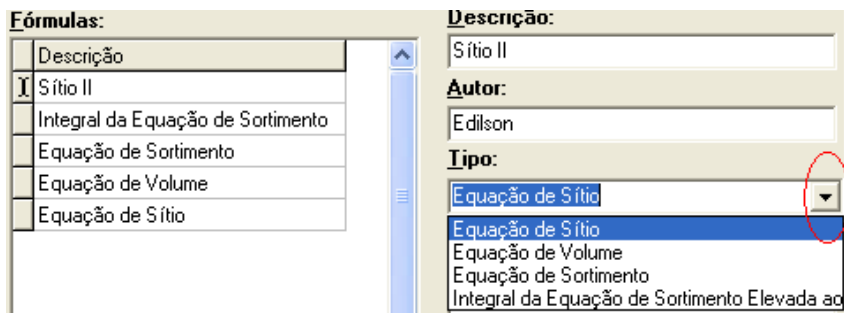 Fórmulas:
Descrição
Sítio II
Integral da Equação de Sortimento
Equação de Sortimento
Equação de Volume
Equação de Sítio
Descrição:
Sítio II
Autor:
Edilson
Tipo:
Equação de Sítio
Equação de Sítio
Equação de Volume
Equação de Sortimento
Integral da Equação de Sortimento Elevada ao